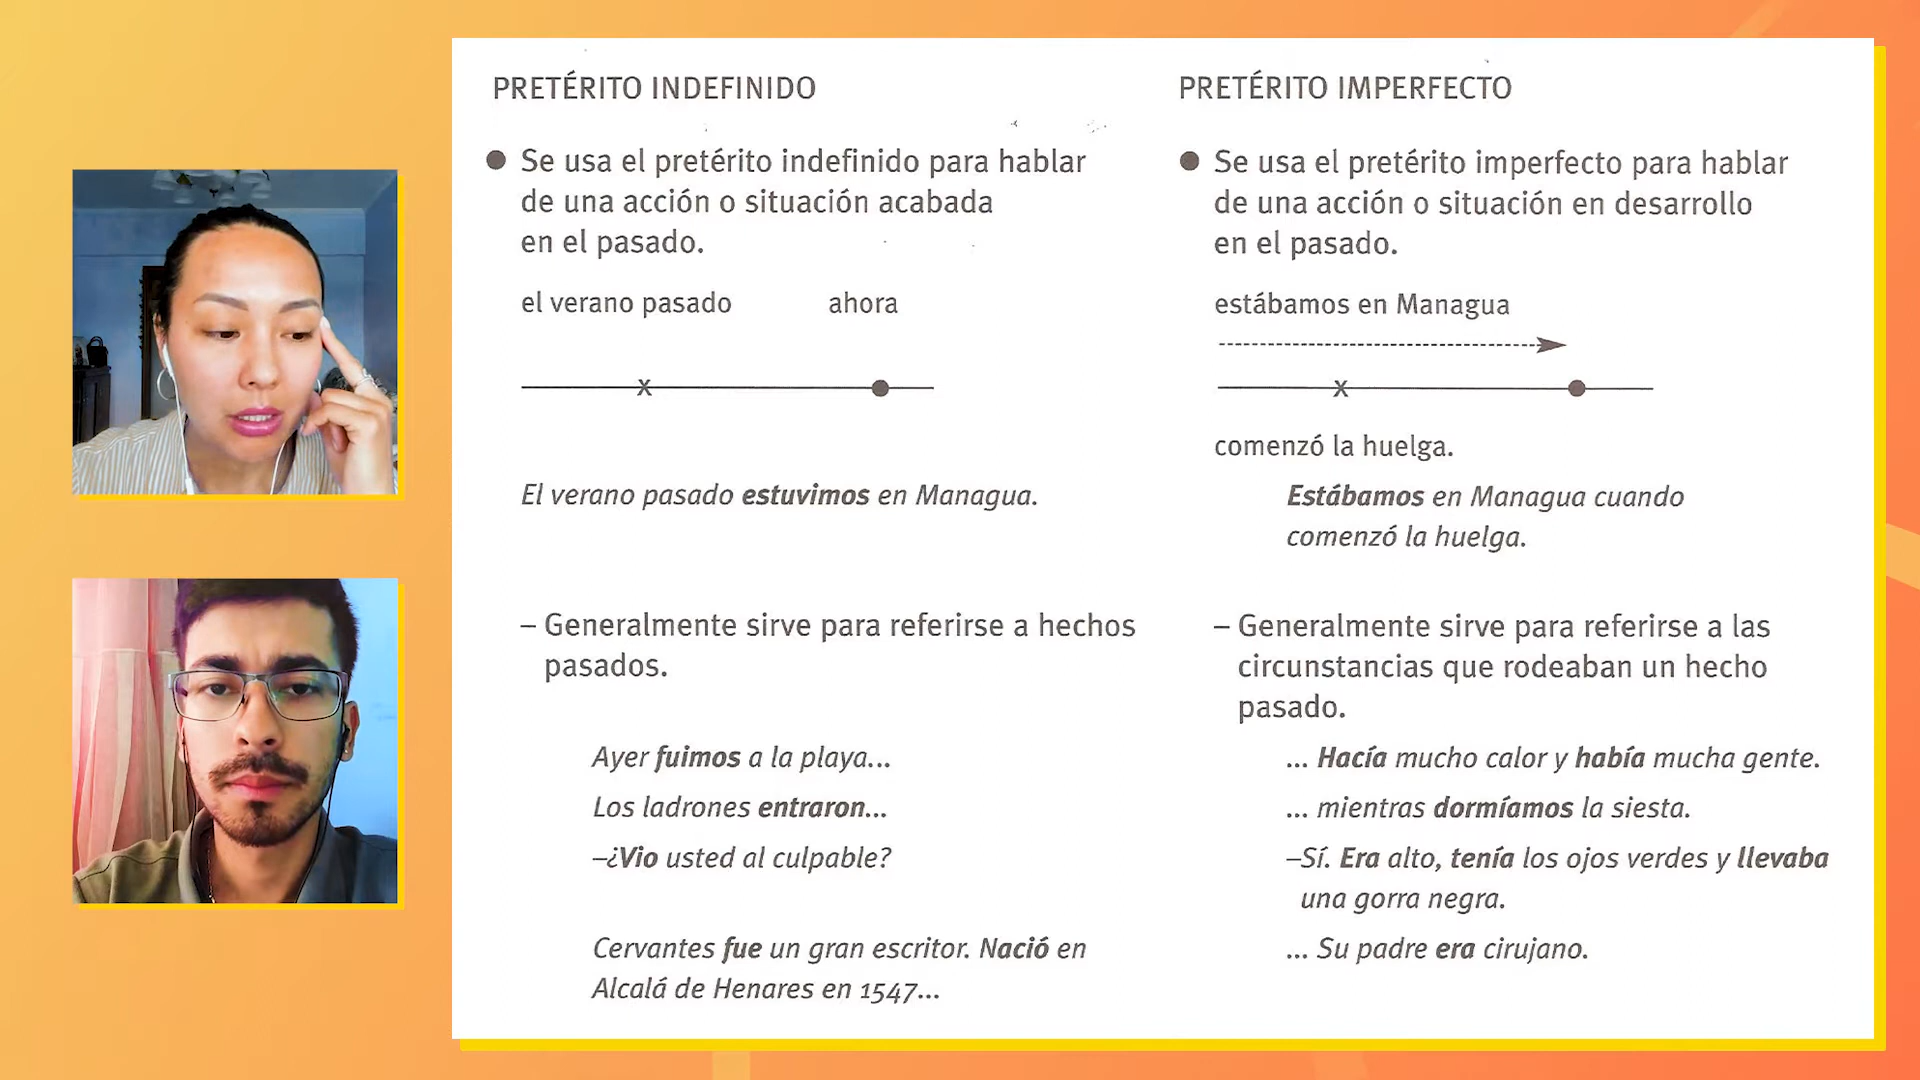 PRETÉRITO INDEFINIDO
● Se usa el pretérito indefinido para hablar
de una acción o situación acabada
en el pasado.
el verano pasado ahora
x
El verano pasado estuvimos en Managua.
– Generalmente sirve para referirse a hechos
pasados.
Ayer fuimos a la playa...
Los ladrones entraron...
–¿Vio usted al culpable?
Cervantes fue un gran escritor. Nació en
Alcalá de Henares en 1547...
PRETÉRITO IMPERFECTO
● Se usa el pretérito imperfecto para hablar
de una acción o situación en desarrollo
en el pasado.
estábamos en Managua
x
comenzó la huelga.
Estábamos en Managua cuando
comenzó la huelga.
– Generalmente sirve para referirse a las
circunstancias que rodeaban un hecho
pasado.
... Hacía mucho calor y había mucha gente.
... mientras dormíamos la siesta.
–Sí. Era alto, tenía los ojos verdes y llevaba
una gorra negra.
... Su padre era cirujano.